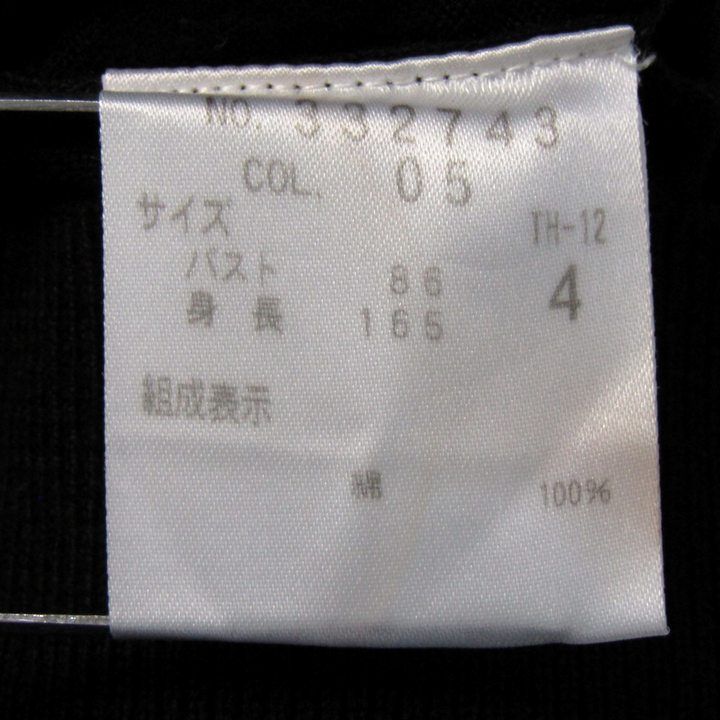 NO. 332743
COL. 05
サイズ TH-12
バスト 86 4
身長 165
組成表示
綿 100%